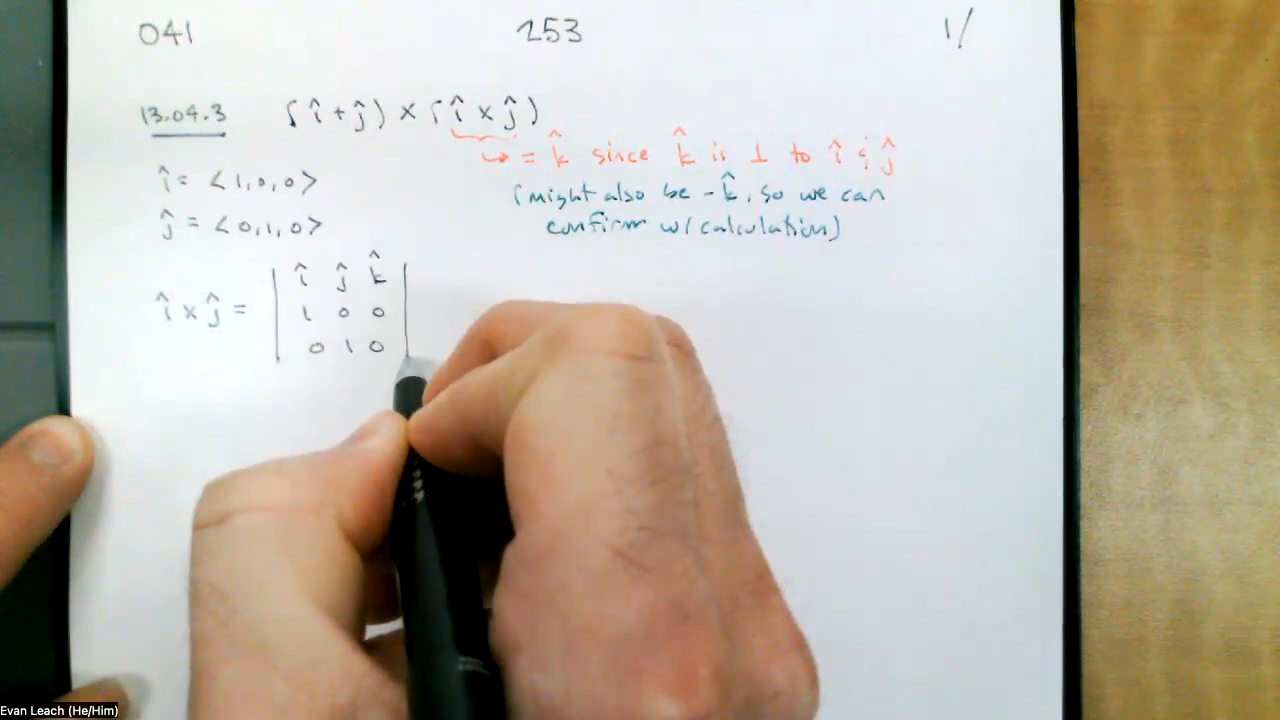 041 253 1/
13.04.3 (î + ĵ) × (î × ĵ)
↳ = k̂ since k̂ is ⊥ to î & ĵ
î = <1,0,0>
(might also be -k̂, so we can
ĵ = <0,1,0>
confirm w/ calculation)
î ĵ k̂
î × ĵ = | 1 0 0 |
0 1 0
Evan Leach (He/Him)